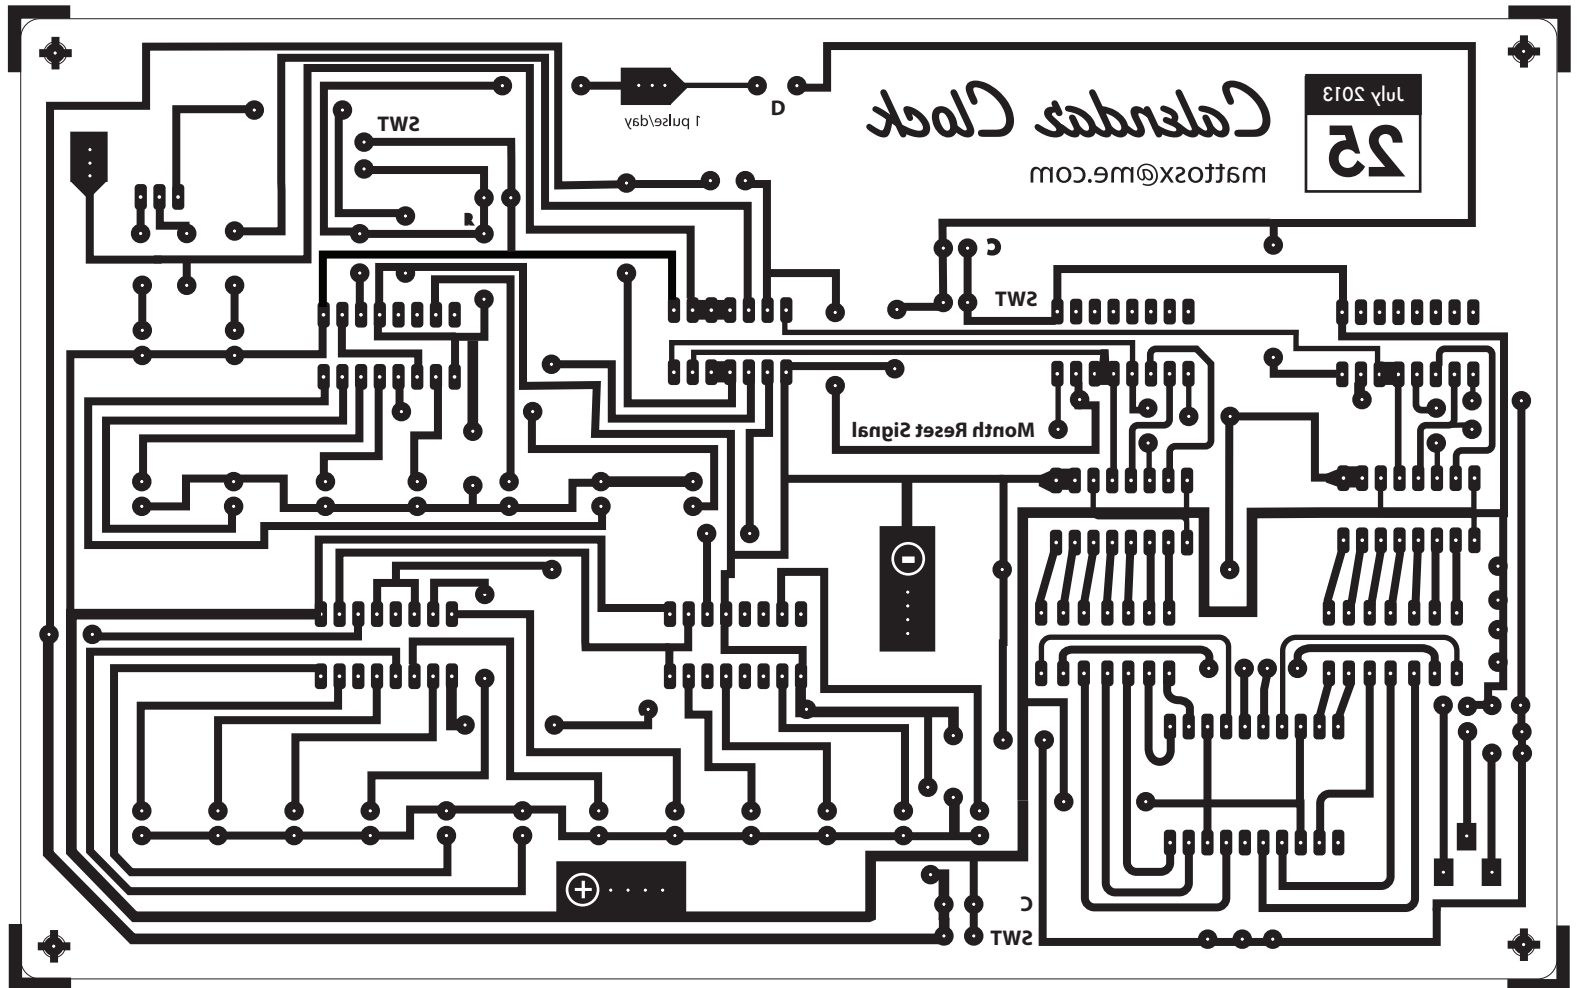 July 2013
25
Calendar Clock
mattosx@me.com
D
1 pulse/day
SWT
R
C
SWT
Month Reset Signal
C
SWT